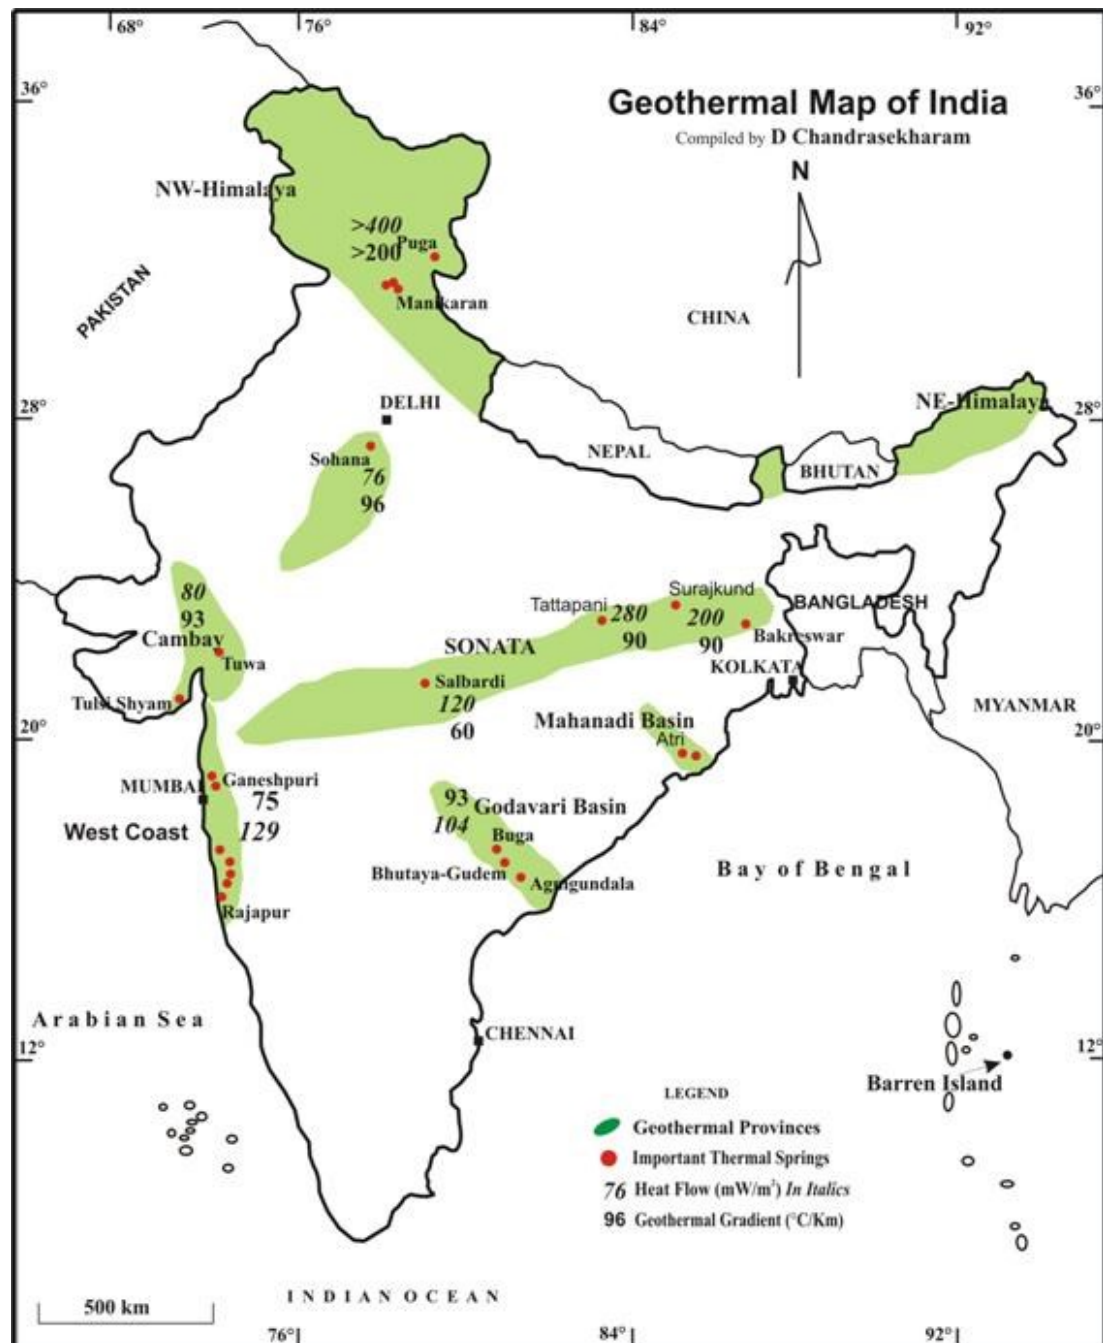 68°
76°
84°
92°
36°
36°
Geothermal Map of India
Compiled by D Chandrasekharam
N
NW-Himalaya
>400
Puga
>200
Manikaran
PAKISTAN
CHINA
DELHI
28°
28°
NE-Himalaya
Sohana
76
96
NEPAL
BHUTAN
80
93
Cambay
Tuwa
Tulsi Shyam
Tattapani
Surajkund
280
200
90
90
Bakreswar
BANGLADESH
SONATA
KOLKATA
Salbardi
120
60
MYANMAR
20°
20°
Mahanadi Basin
Atri
MUMBAI
Ganeshpuri
75
129
West Coast
Rajapur
93
Godavari Basin
104
Buga
Bhutaya-Gudem
Agnigundala
Bay of Bengal
Arabian Sea
CHENNAI
12°
12°
Barren Island
LEGEND
Geothermal Provinces
Important Thermal Springs
76 Heat Flow (mW/m²) In Italics
96 Geothermal Gradient (°C/Km)
500 km
INDIAN OCEAN
76°
84°
92°